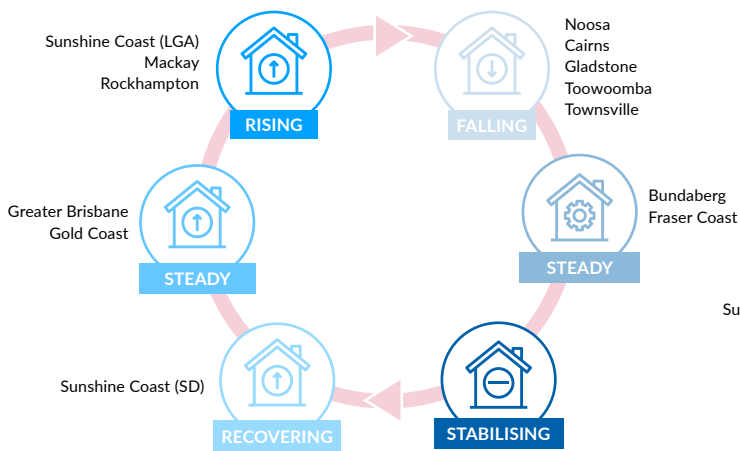 Sunshine Coast (LGA)
Mackay
Rockhampton
RISING
Noosa
Cairns
Gladstone
Toowoomba
Townsville
FALLING
Greater Brisbane
Gold Coast
STEADY
Bundaberg
Fraser Coast
STEADY
Su
Sunshine Coast (SD)
RECOVERING
STABILISING